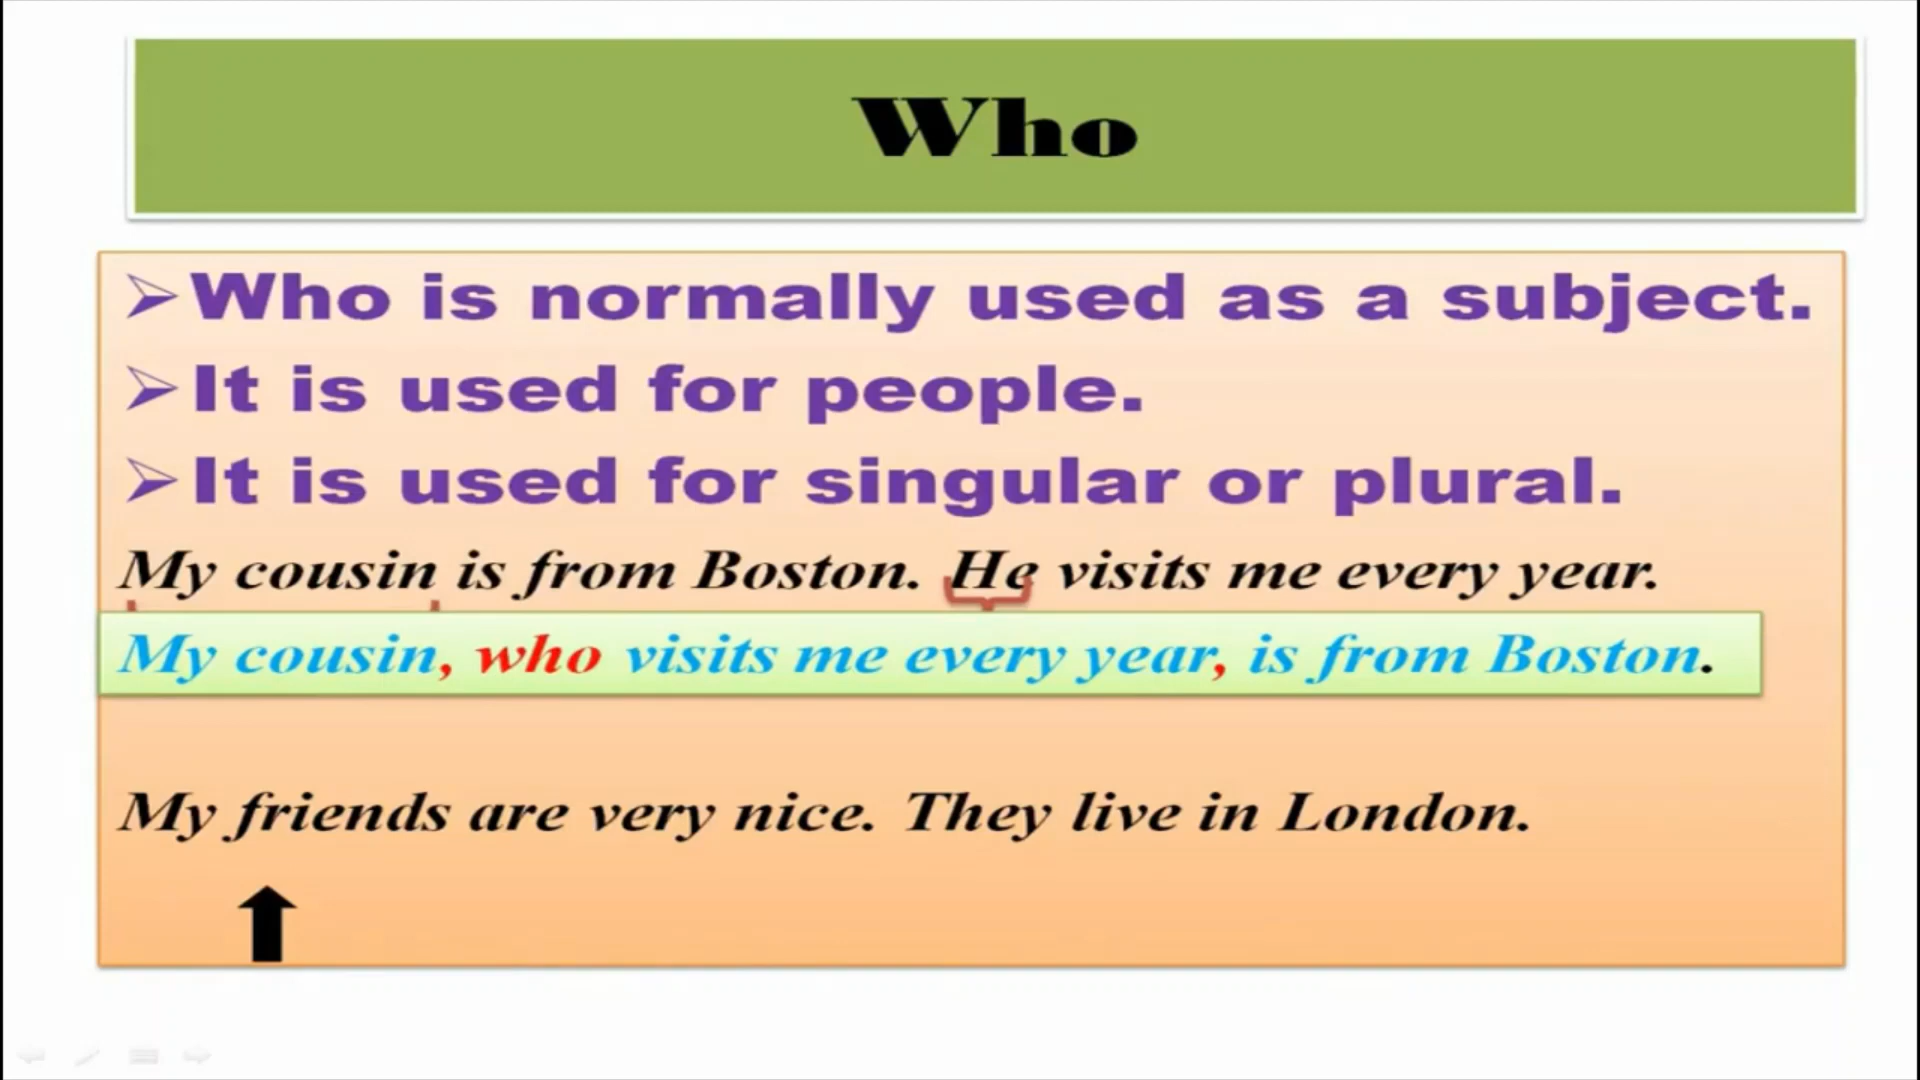 Who
Who is normally used as a subject.
It is used for people.
It is used for singular or plural.
My cousin is from Boston. He visits me every year.
My cousin, who visits me every year, is from Boston.
My friends are very nice. They live in London.